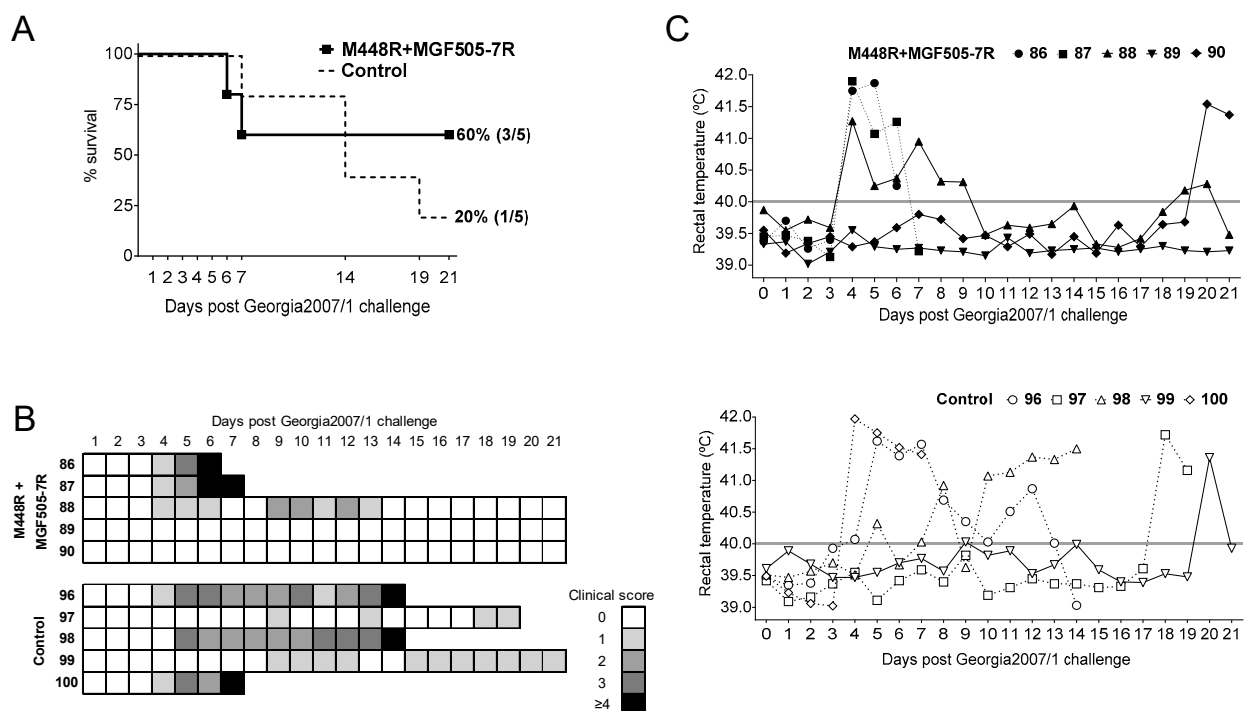 A
M448R+MGF505-7R
Control
100
75
50
25
0
% survival
60% (3/5)
20% (1/5)
1 2 3 4 5 6 7 14 19 21
Days post Georgia2007/1 challenge
B
Days post Georgia2007/1 challenge
1 2 3 4 5 6 7 8 9 10 11 12 13 14 15 16 17 18 19 20 21
M448R +
MGF505-7R
86
87
88
89
90
Control
96
97
98
99
100
Clinical score
0
1
2
3
≥4
C
M448R+MGF505-7R 86 87 88 89 90
Rectal temperature (ºC)
42.0
41.5
41.0
40.5
40.0
39.5
39.0
0 1 2 3 4 5 6 7 8 9 10 11 12 13 14 15 16 17 18 19 20 21
Days post Georgia2007/1 challenge
Control 96 97 98 99 100
Rectal temperature (ºC)
42.0
41.5
41.0
40.5
40.0
39.5
39.0
0 1 2 3 4 5 6 7 8 9 10 11 12 13 14 15 16 17 18 19 20 21
Days post Georgia2007/1 challenge